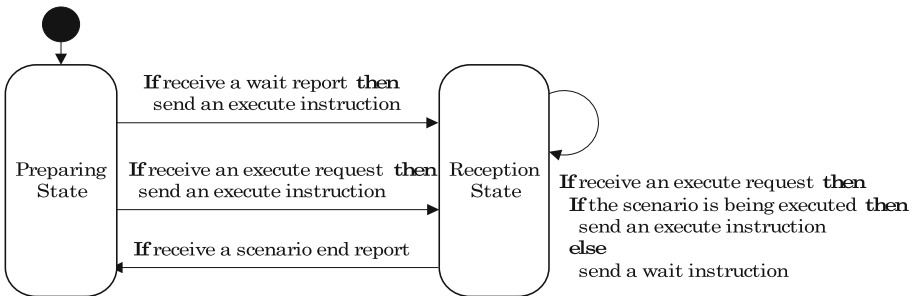 If receive a wait report then
send an execute instruction
Preparing
State
If receive an execute request then
send an execute instruction
If receive a scenario end report
Reception
State
If receive an execute request then
If the scenario is being executed then
send an execute instruction
else
send a wait instruction